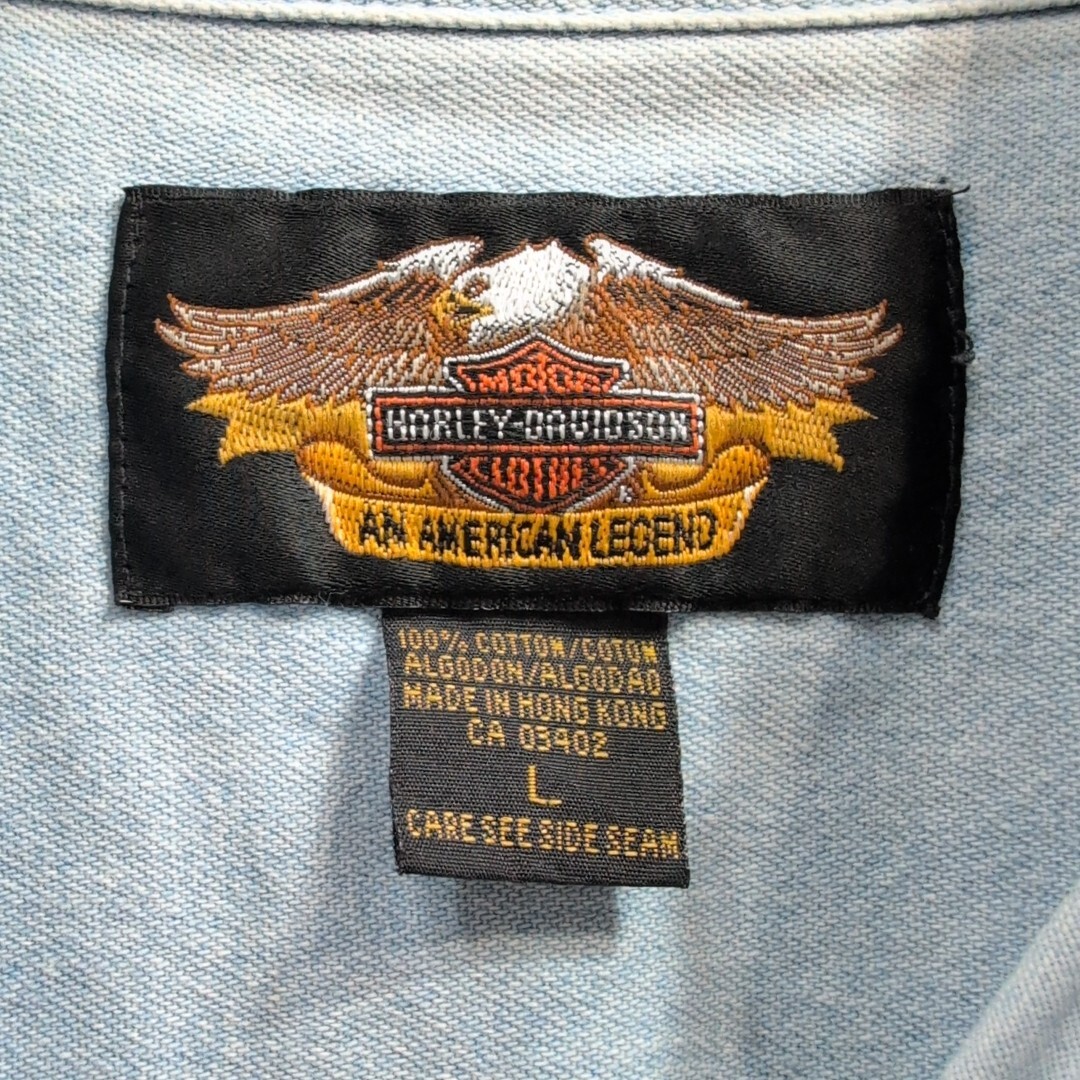 MOTOR
HARLEY-DAVIDSON
CLOTHES
®
AN AMERICAN LEGEND
100% COTTON/COTON
ALGODON/ALGODAO
MADE IN HONG KONG
CA 03402
L
CARE SEE SIDE SEAM